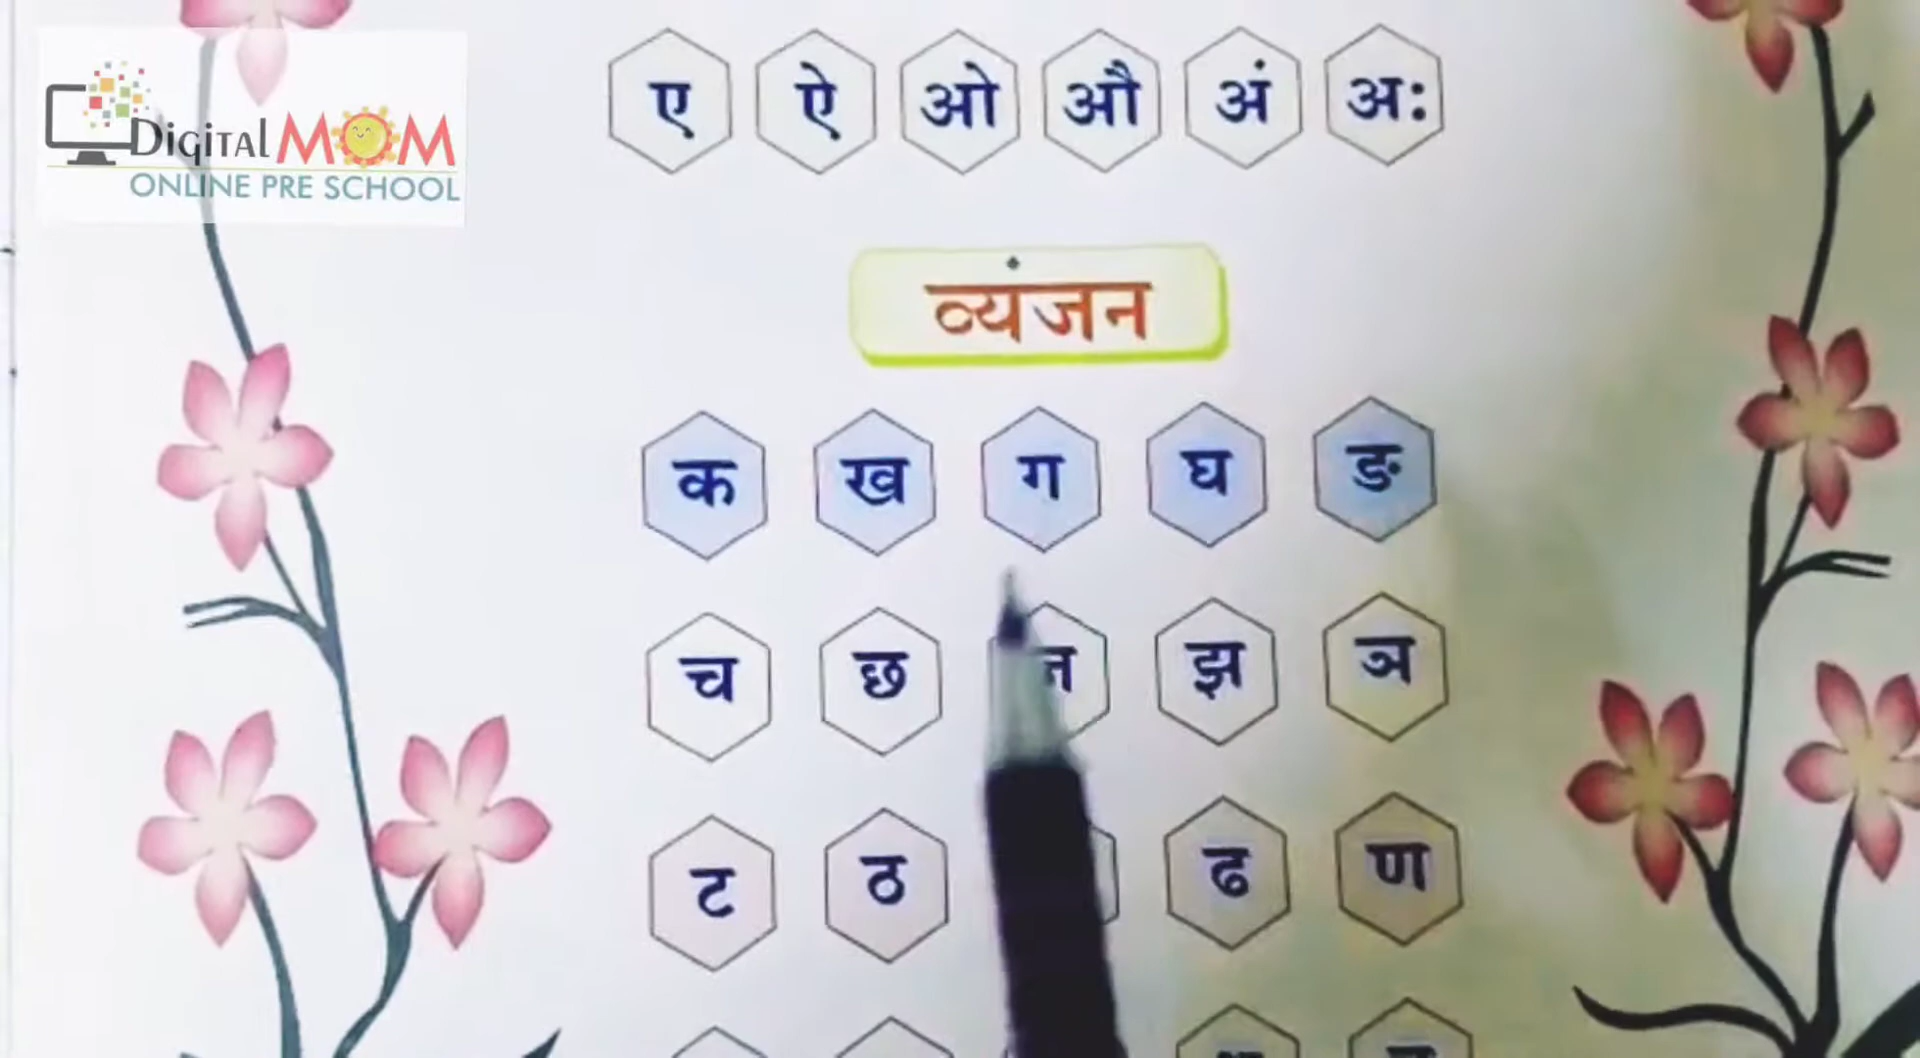 Digital MOM
ONLINE PRE SCHOOL
ए ऐ ओ औ अं अः
व्यंजन
क ख ग घ ङ
च छ झ ञ
ट ठ ढ ण